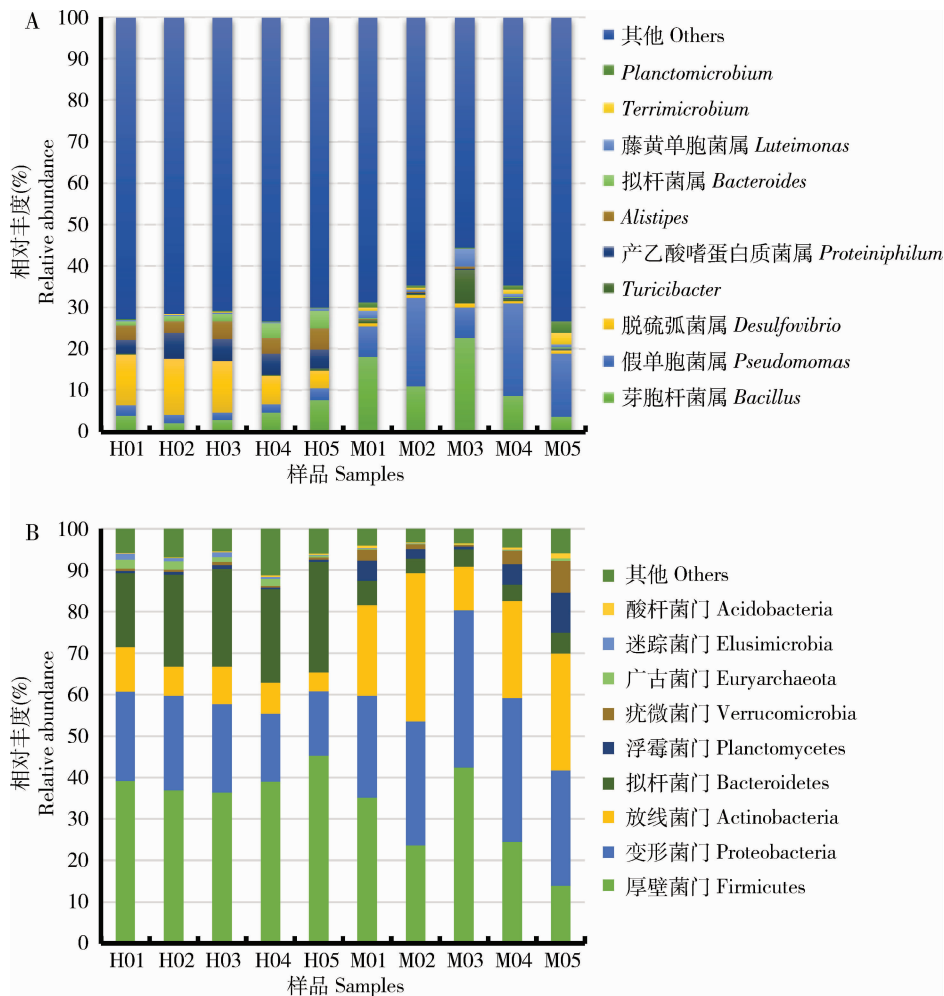 A
相对丰度(%)
Relative abundance
100
90
80
70
60
50
40
30
20
10
0
H01 H02 H03 H04 H05 M01 M02 M03 M04 M05
样品 Samples
其他 Others
Planctomicrobium
Terrimicrobium
藤黄单胞菌属 Luteimonas
拟杆菌属 Bacteroides
Alistipes
产乙酸嗜蛋白质菌属 Proteiniphilum
Turicibacter
脱硫弧菌属 Desulfovibrio
假单胞菌属 Pseudomomas
芽胞杆菌属 Bacillus
B
相对丰度(%)
Relative abundance
100
90
80
70
60
50
40
30
20
10
0
H01 H02 H03 H04 H05 M01 M02 M03 M04 M05
样品 Samples
其他 Others
酸杆菌门 Acidobacteria
迷踪菌门 Elusimicrobia
广古菌门 Euryarchaeota
疣微菌门 Verrucomicrobia
浮霉菌门 Planctomycetes
拟杆菌门 Bacteroidetes
放线菌门 Actinobacteria
变形菌门 Proteobacteria
厚壁菌门 Firmicutes